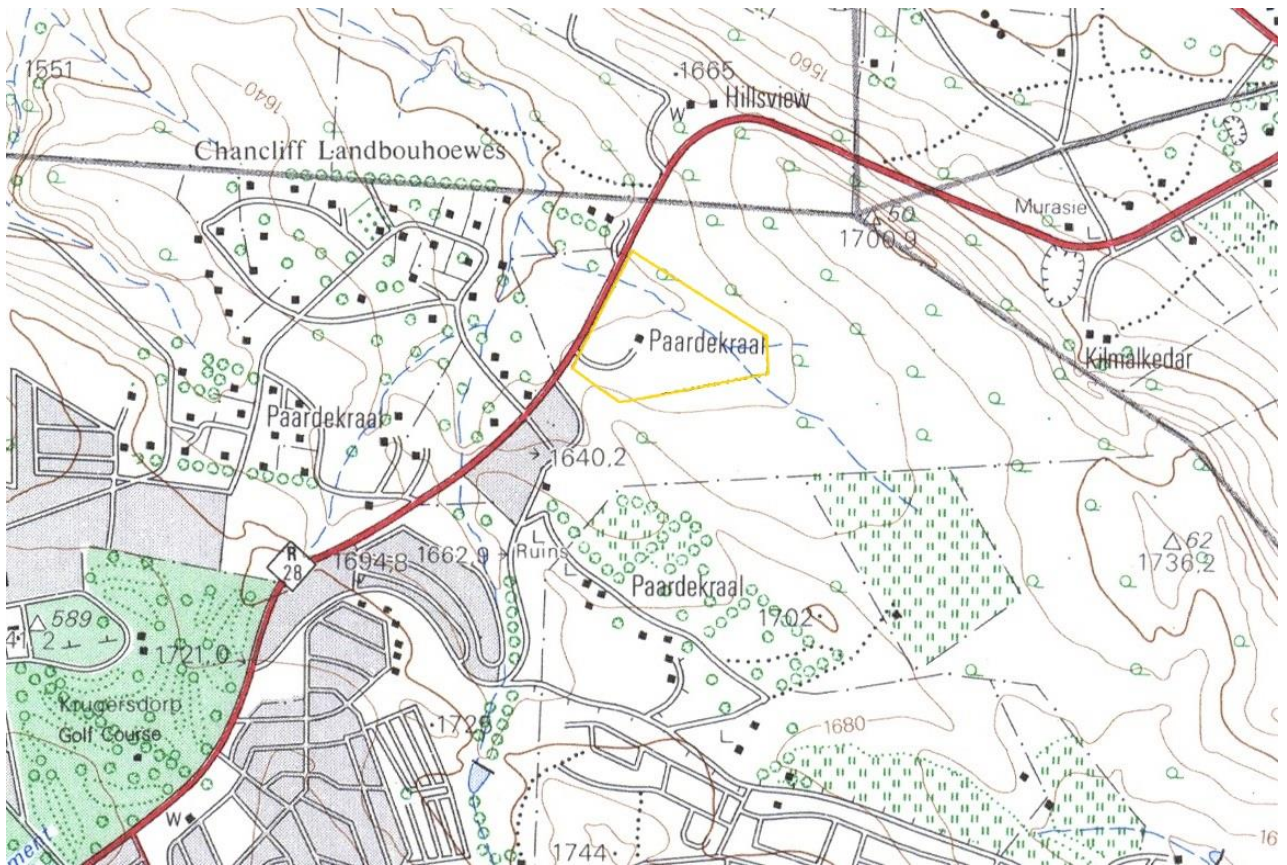 1665
1560
1551
1640
Hillsview
W
Chancliff Landbouhoewes
50
1700,9
Murasie
L
Paardekraal
Kilmalkedar
Paardekraal
1640,2
R
28
1694,8
1662,9
Ruins
L
L
62
1736,2
Paardekraal
1702
589
2
1721,0
Krugersdorp
Golf Course
1680
L
W
1744